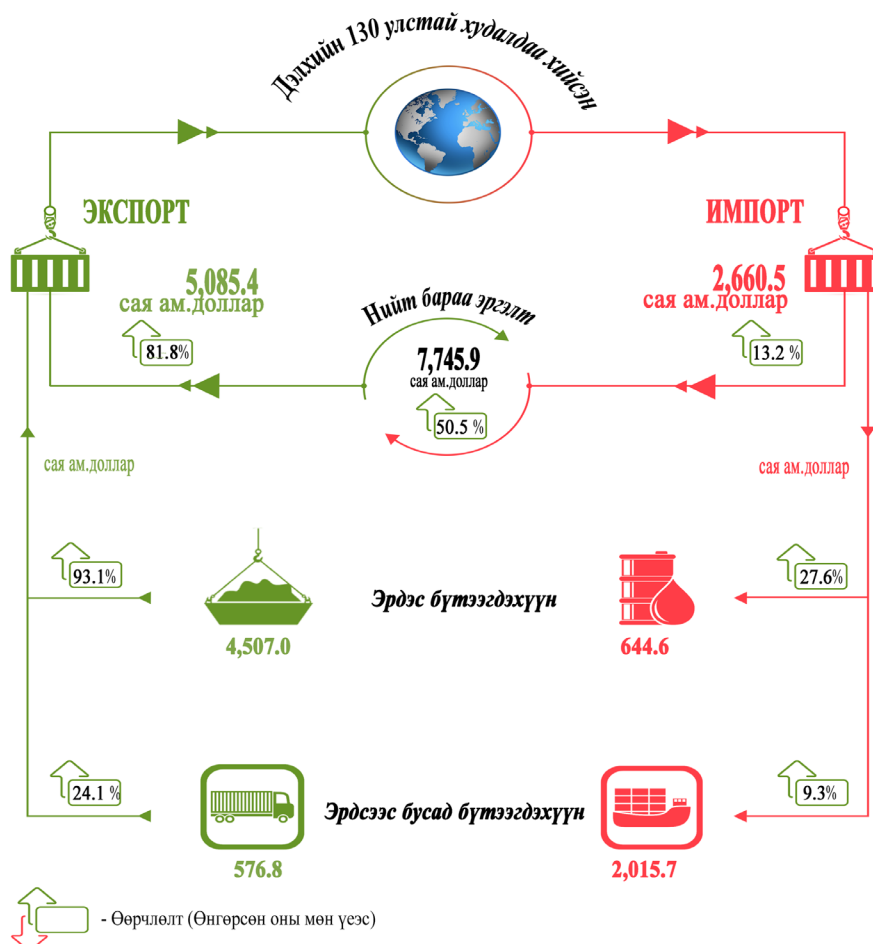 Дэлхийн 130 улстай худалдаа хийсэн
ЭКСПОРТ
ИМПОРТ
5,085.4
сая ам.доллар
81.8%
2,660.5
сая ам.доллар
13.2 %
Нийт бараа эргэлт
7,745.9
сая ам.доллар
50.5 %
сая ам.доллар
сая ам.доллар
93.1%
4,507.0
Эрдэс бүтээгдэхүүн
644.6
27.6%
24.1 %
576.8
Эрдсээс бусад бүтээгдэхүүн
2,015.7
9.3%
- Өөрчлөлт (Өнгөрсөн оны мөн үеэс)